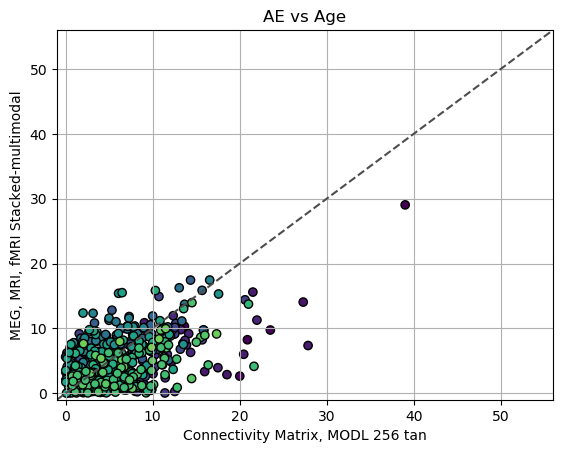 AE vs Age
MEG, MRI, fMRI Stacked-multimodal
50
40
30
20
10
0
0 10 20 30 40 50
Connectivity Matrix, MODL 256 tan